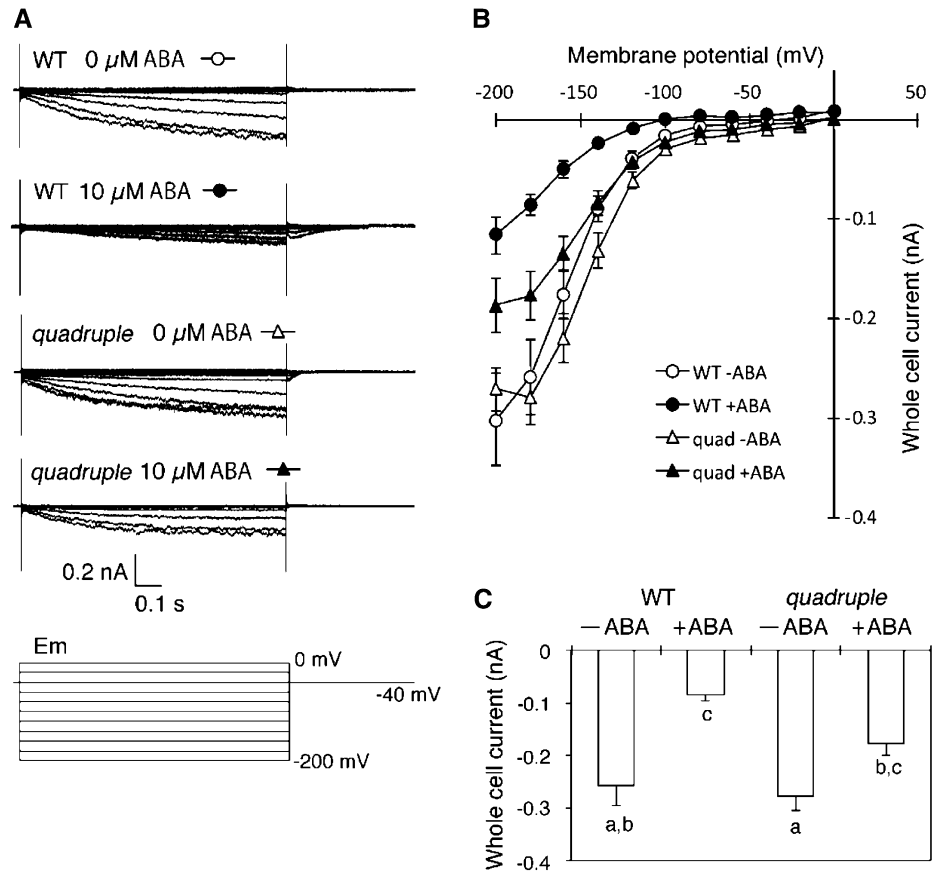 A
WT 0 µM ABA
WT 10 µM ABA
quadruple 0 µM ABA
quadruple 10 µM ABA
0.2 nA
0.1 s
Em
0 mV
-40 mV
-200 mV
B
Membrane potential (mV)
-200 -150 -100 -50 50
-0.1
-0.2
-0.3
-0.4
Whole cell current (nA)
WT -ABA
WT +ABA
quad -ABA
quad +ABA
C
WT quadruple
−ABA +ABA −ABA +ABA
Whole cell current (nA)
0
-0.1
-0.2
-0.3
-0.4
a,b
c
a
b,c